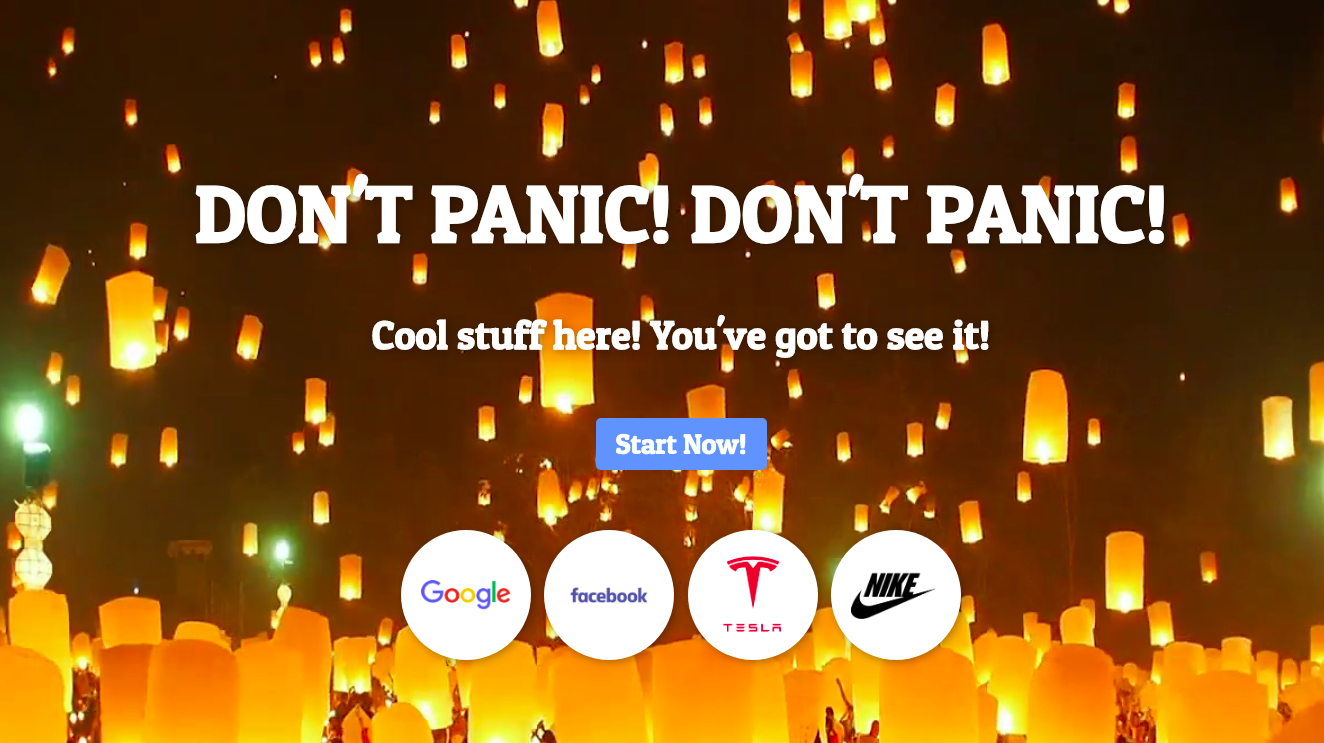 DON'T PANIC! DON'T PANIC!
Cool stuff here! You've got to see it!
Start Now!
Google
facebook
TESLA
NIKE